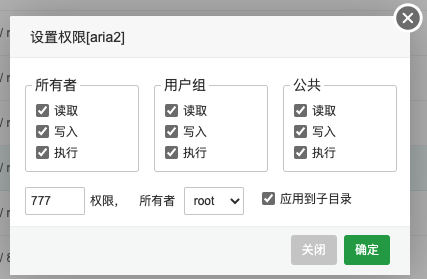 设置权限[aria2]
所有者 用户组 公共
读取 读取 读取
写入 写入 写入
执行 执行 执行
777 权限, 所有者 root 应用到子目录
关闭 确定